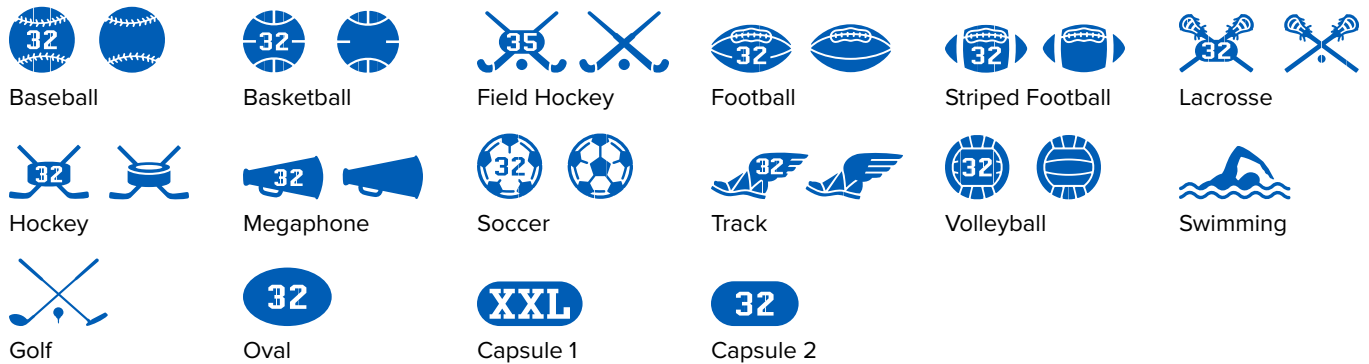 32 32 35 32 32 32
Baseball Basketball Field Hockey Football Striped Football Lacrosse
32 32 32 32 32
Hockey Megaphone Soccer Track Volleyball Swimming
32 XXL 32
Golf Oval Capsule 1 Capsule 2